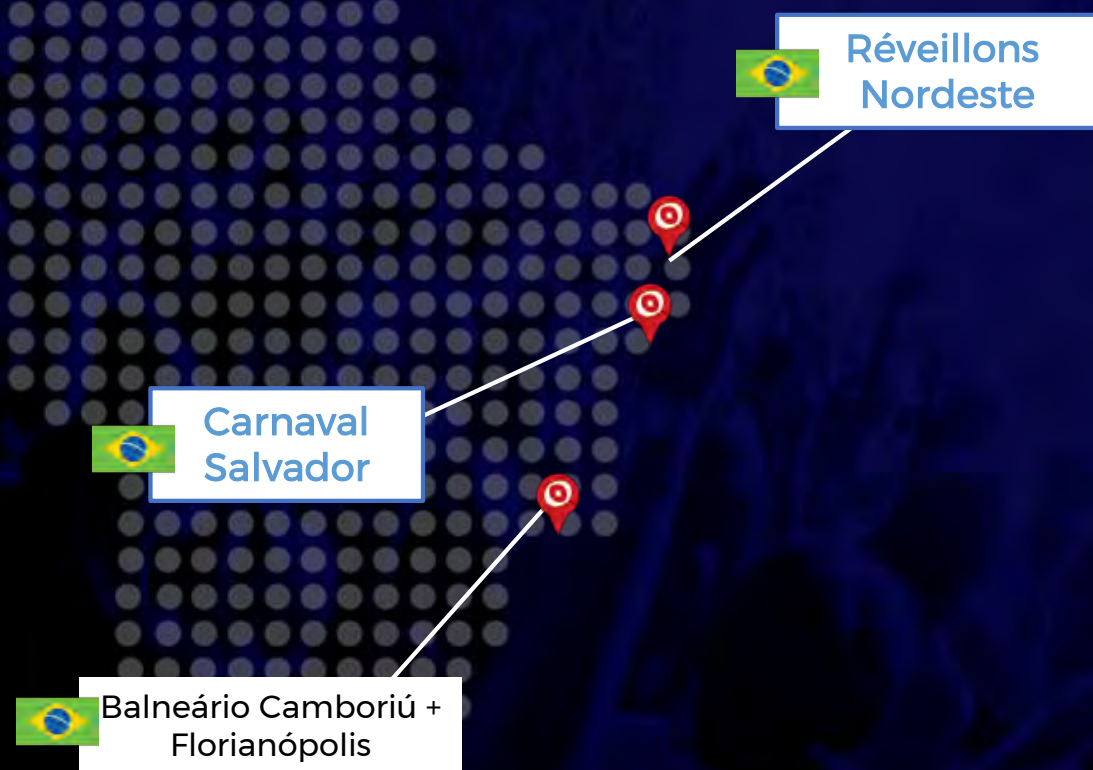 Réveillons
Nordeste
Carnaval
Salvador
Balneário Camboriú +
Florianópolis